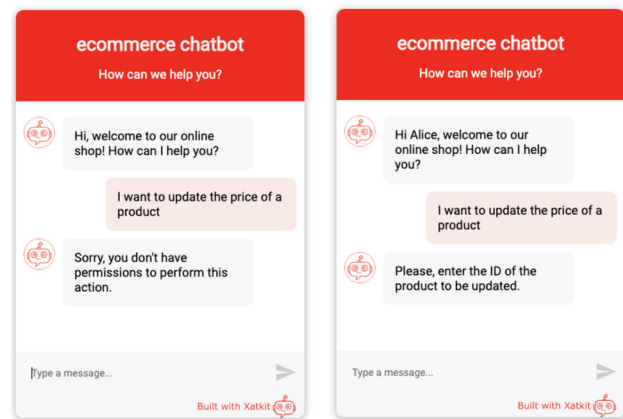 ecommerce chatbot
How can we help you?
Hi, welcome to our online
shop! How can I help you?
I want to update the price of a
product
Sorry, you don't have
permissions to perform this
action.
Type a message...
Built with Xatkit
ecommerce chatbot
How can we help you?
Hi Alice, welcome to our
online shop! How can I help
you?
I want to update the price of a
product
Please, enter the ID of the
product to be updated.
Type a message...
Built with Xatkit